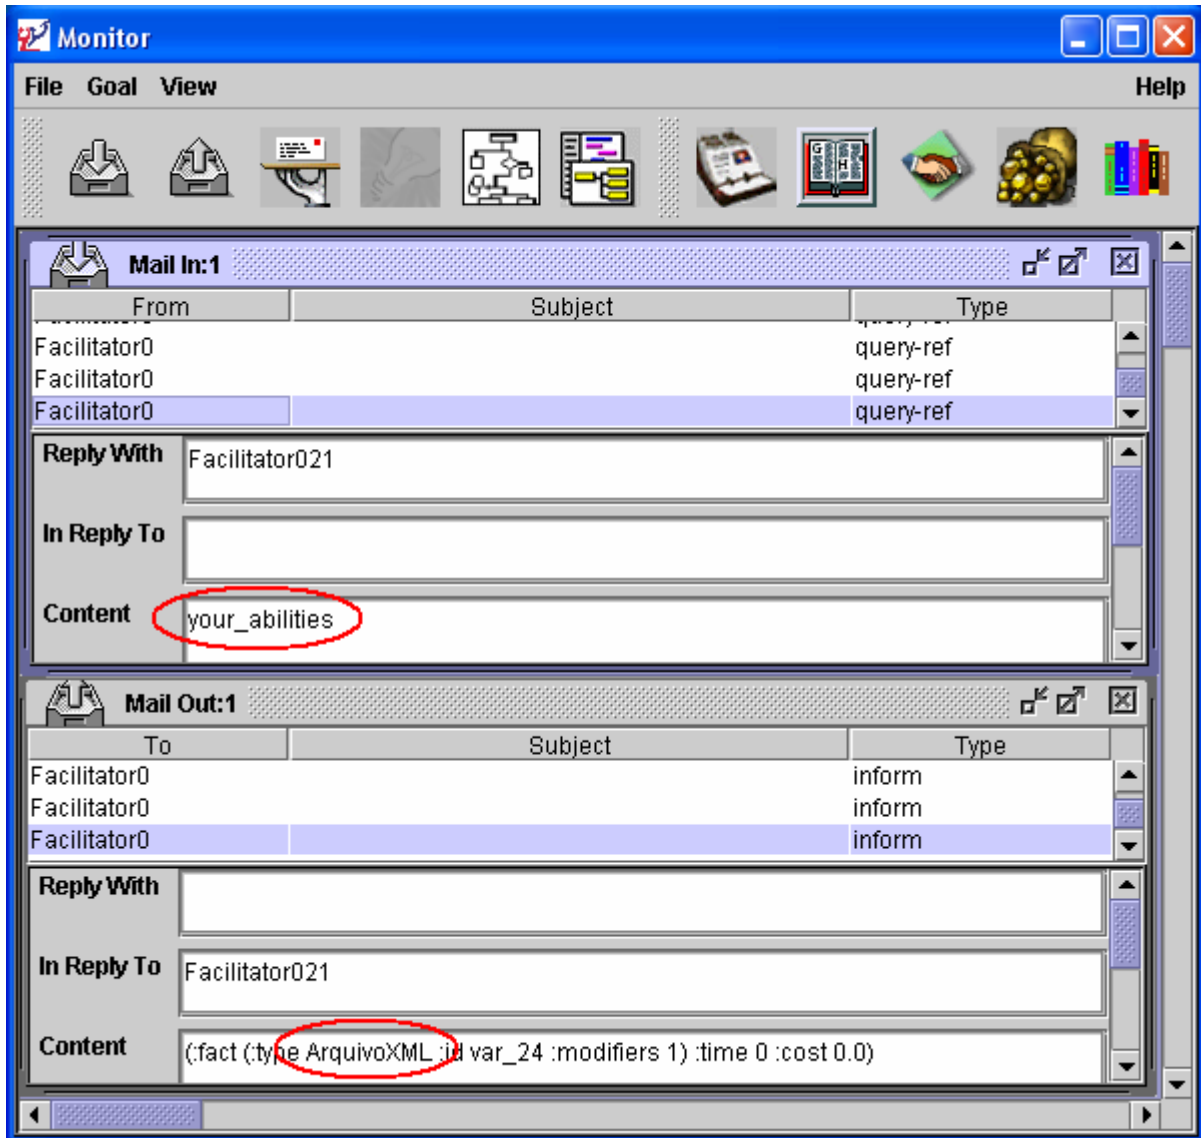 Monitor
File Goal View Help
Mail In:1
From Subject Type
Facilitator0 query-ref
Facilitator0 query-ref
Facilitator0 query-ref
Reply With Facilitator021
In Reply To
Content your_abilities
Mail Out:1
To Subject Type
Facilitator0 inform
Facilitator0 inform
Facilitator0 inform
Reply With
In Reply To Facilitator021
Content (:fact (:type ArquivoXML :id var_24 :modifiers 1) :time 0 :cost 0.0)